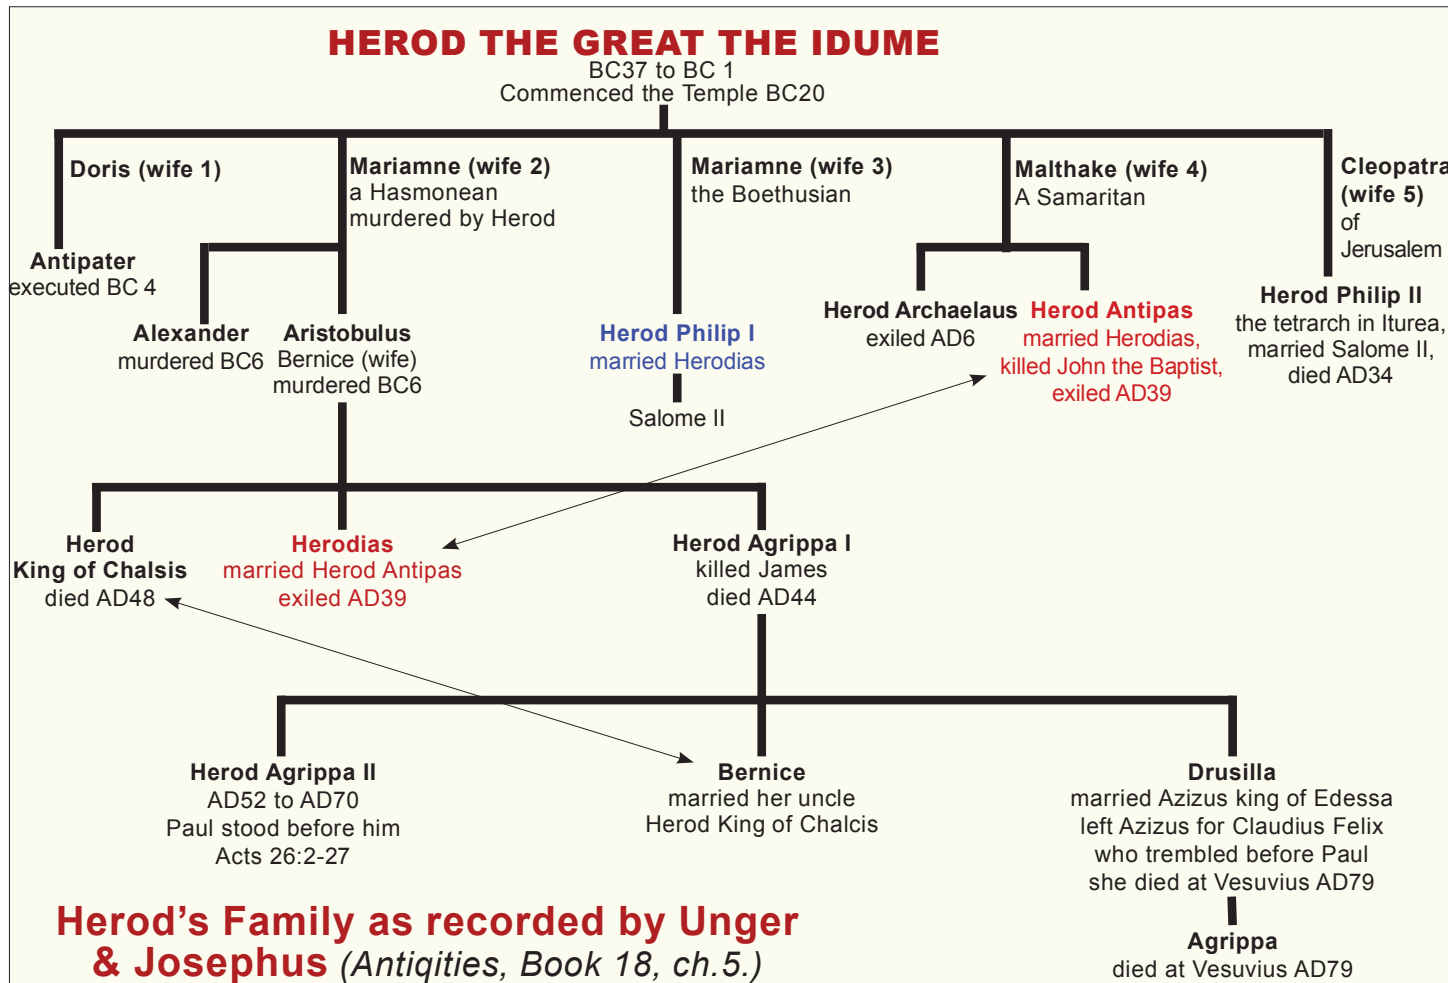 HEROD THE GREAT THE IDUME
BC37 to BC 1
Commenced the Temple BC20
Doris (wife 1)
Antipater
executed BC 4
Mariamne (wife 2)
a Hasmonean
murdered by Herod
Alexander
murdered BC6
Aristobulus
Bernice (wife)
murdered BC6
Mariamne (wife 3)
the Boethusian
Herod Philip I
married Herodias
Salome II
Malthake (wife 4)
A Samaritan
Herod Archaelaus
exiled AD6
Herod Antipas
married Herodias,
killed John the Baptist,
exiled AD39
Cleopatra
(wife 5)
of
Jerusalem
Herod Philip II
the tetrarch in Iturea,
married Salome II,
died AD34
Herod
King of Chalsis
died AD48
Herodias
married Herod Antipas
exiled AD39
Herod Agrippa I
killed James
died AD44
Herod Agrippa II
AD52 to AD70
Paul stood before him
Acts 26:2-27
Bernice
married her uncle
Herod King of Chalcis
Drusilla
married Azizus king of Edessa
left Azizus for Claudius Felix
who trembled before Paul
she died at Vesuvius AD79
Agrippa
died at Vesuvius AD79
Herod's Family as recorded by Unger
& Josephus (Antiqities, Book 18, ch.5.)